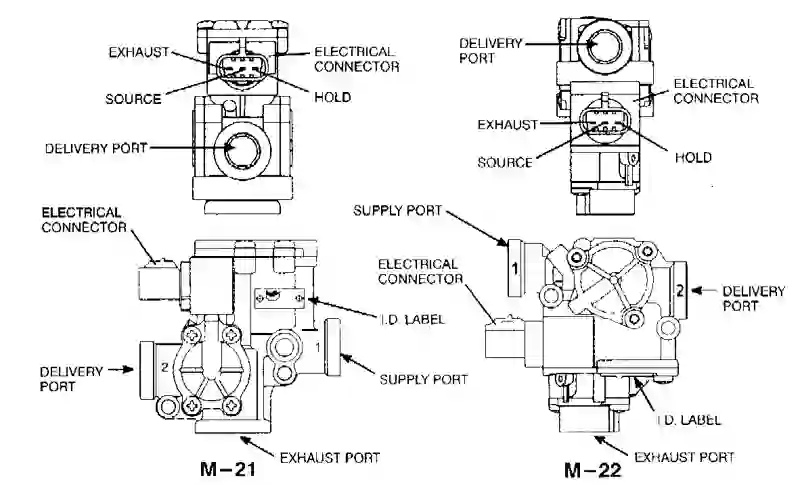 EXHAUST
ELECTRICAL
CONNECTOR
SOURCE
HOLD
DELIVERY PORT
DELIVERY
PORT
ELECTRICAL
CONNECTOR
EXHAUST
SOURCE
HOLD
ELECTRICAL
CONNECTOR
I.D. LABEL
2
1
DELIVERY
PORT
SUPPLY PORT
EXHAUST PORT
M-21
SUPPLY PORT
1
ELECTRICAL
CONNECTOR
2
DELIVERY
PORT
I.D. LABEL
EXHAUST PORT
M-22